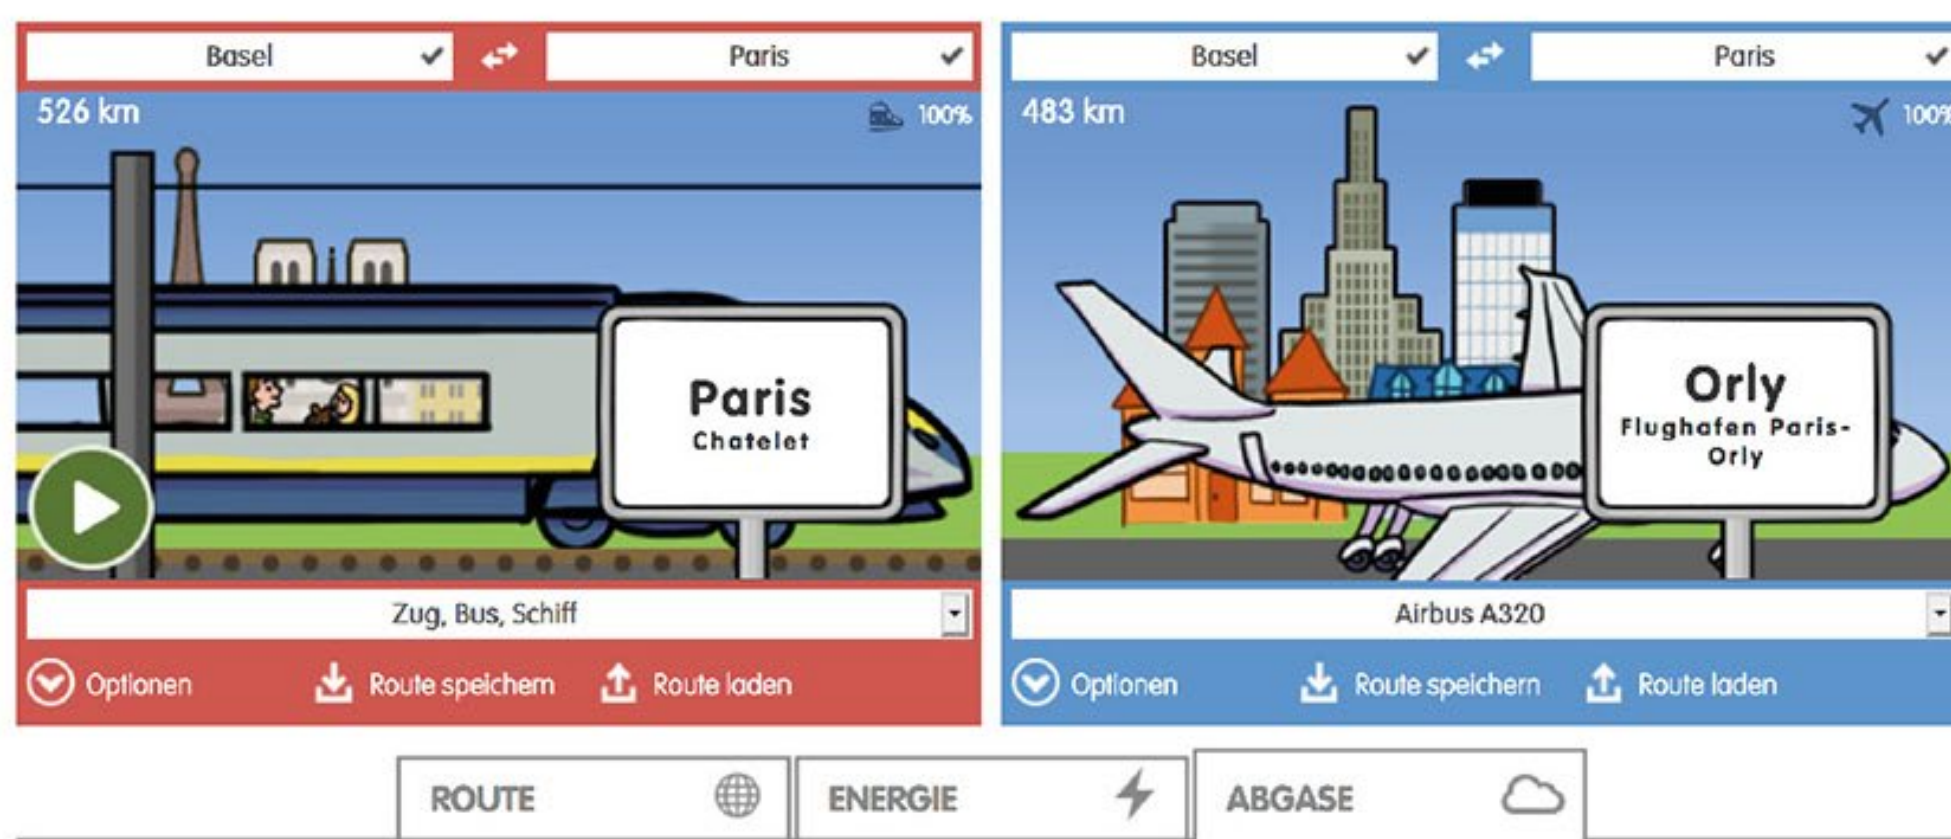 Basel
Paris
526 km
100%
Paris
Chatelet
Zug, Bus, Schiff
Optionen
Route speichern
Route laden
Basel
Paris
483 km
100%
Orly
Flughafen Paris-
Orly
Airbus A320
Optionen
Route speichern
Route laden
ROUTE
ENERGIE
ABGASE